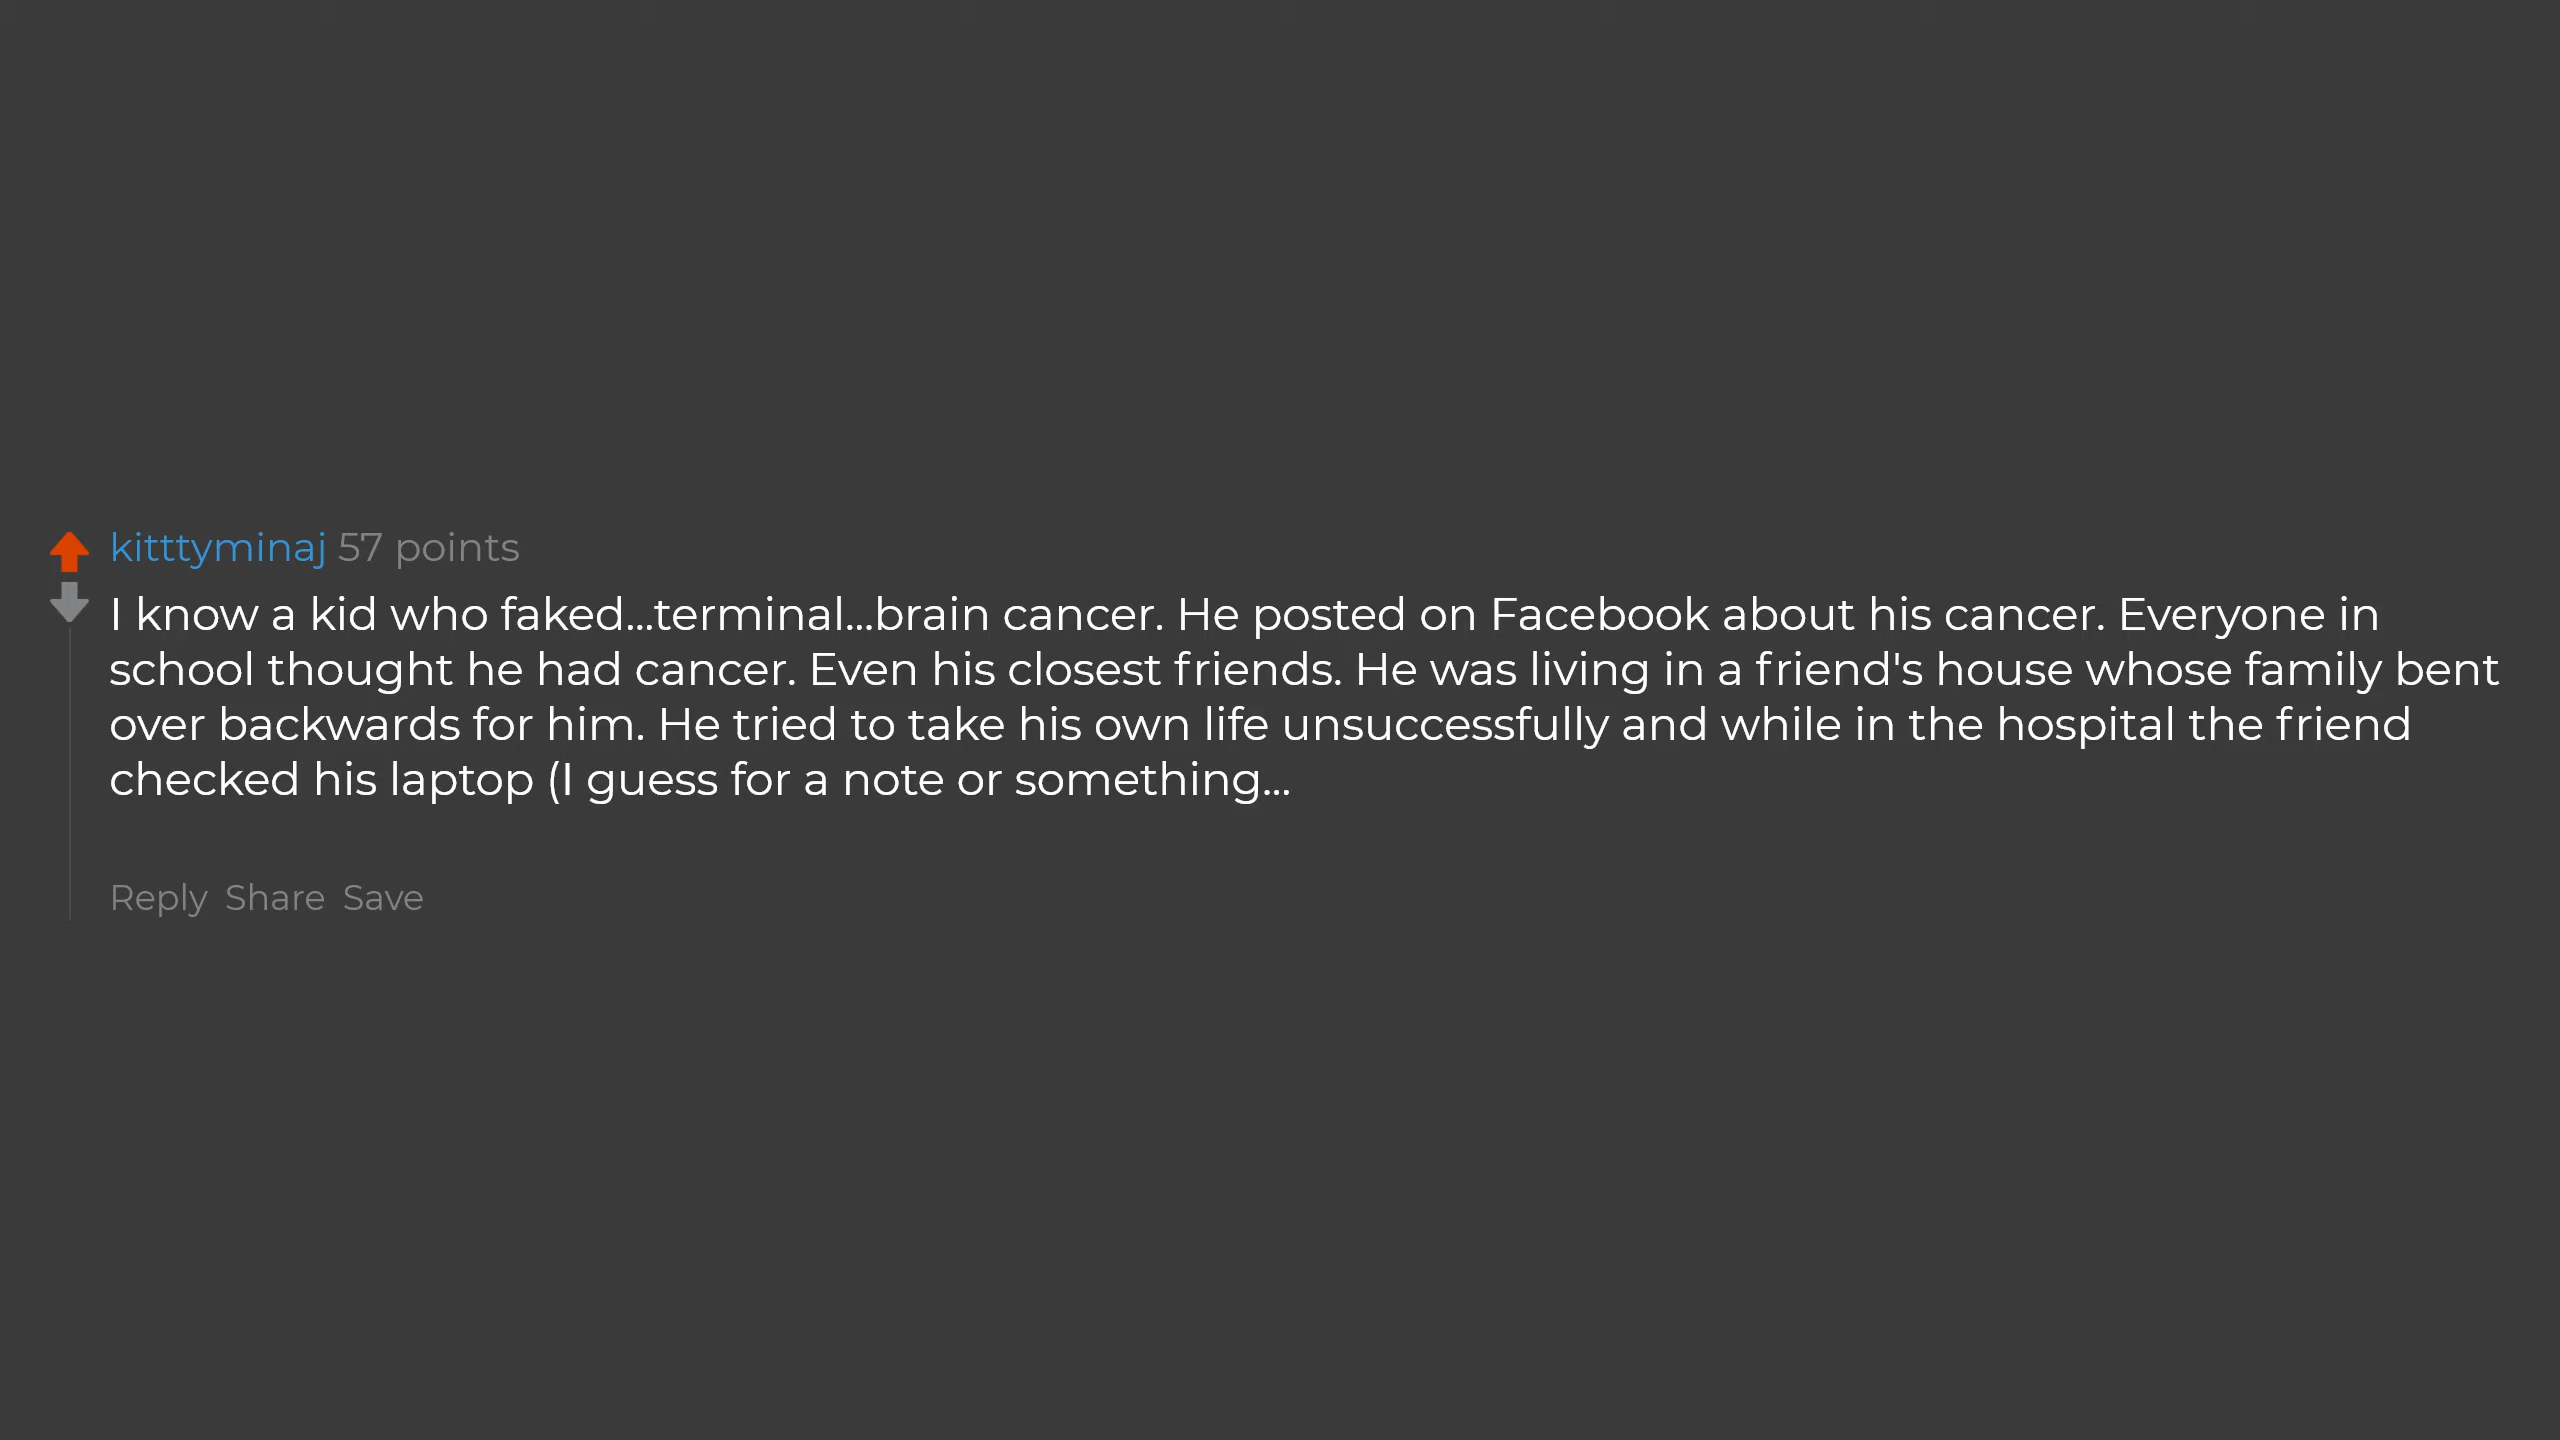 kitttyminaj 57 points
I know a kid who faked...terminal...brain cancer. He posted on Facebook about his cancer. Everyone in
school thought he had cancer. Even his closest friends. He was living in a friend's house whose family bent
over backwards for him. He tried to take his own life unsuccessfully and while in the hospital the friend
checked his laptop (I guess for a note or something...
Reply Share Save